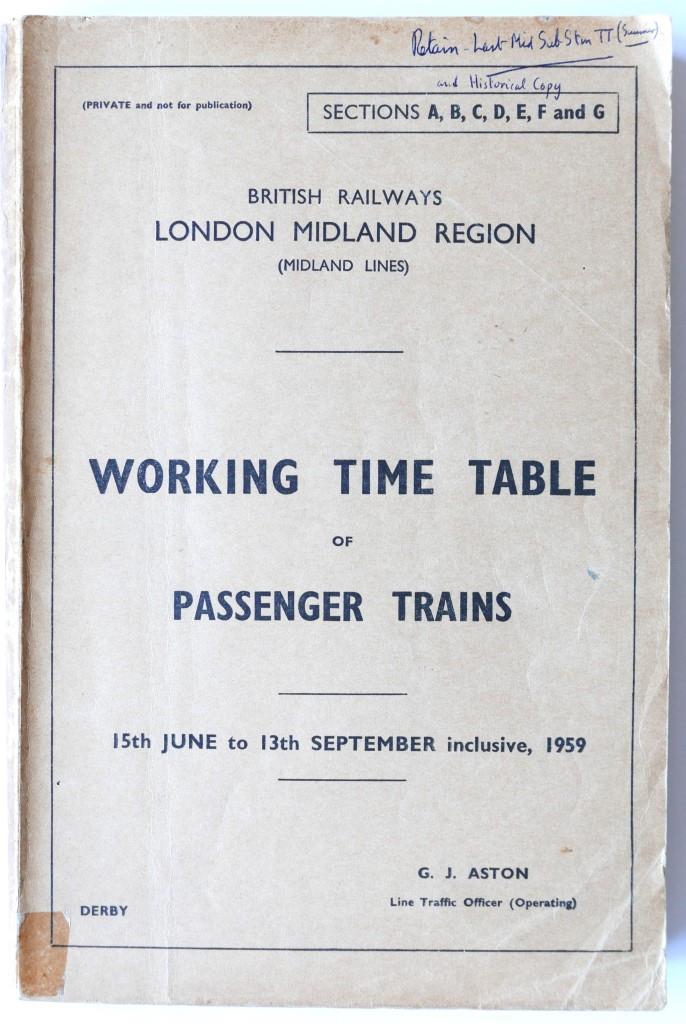 Retain - Last Mid Sub Stn TT (Summer)
and Historical Copy
(PRIVATE and not for publication)
SECTIONS A, B, C, D, E, F and G
BRITISH RAILWAYS
LONDON MIDLAND REGION
(MIDLAND LINES)
WORKING TIME TABLE
OF
PASSENGER TRAINS
15th JUNE to 13th SEPTEMBER inclusive, 1959
G. J. ASTON
Line Traffic Officer (Operating)
DERBY